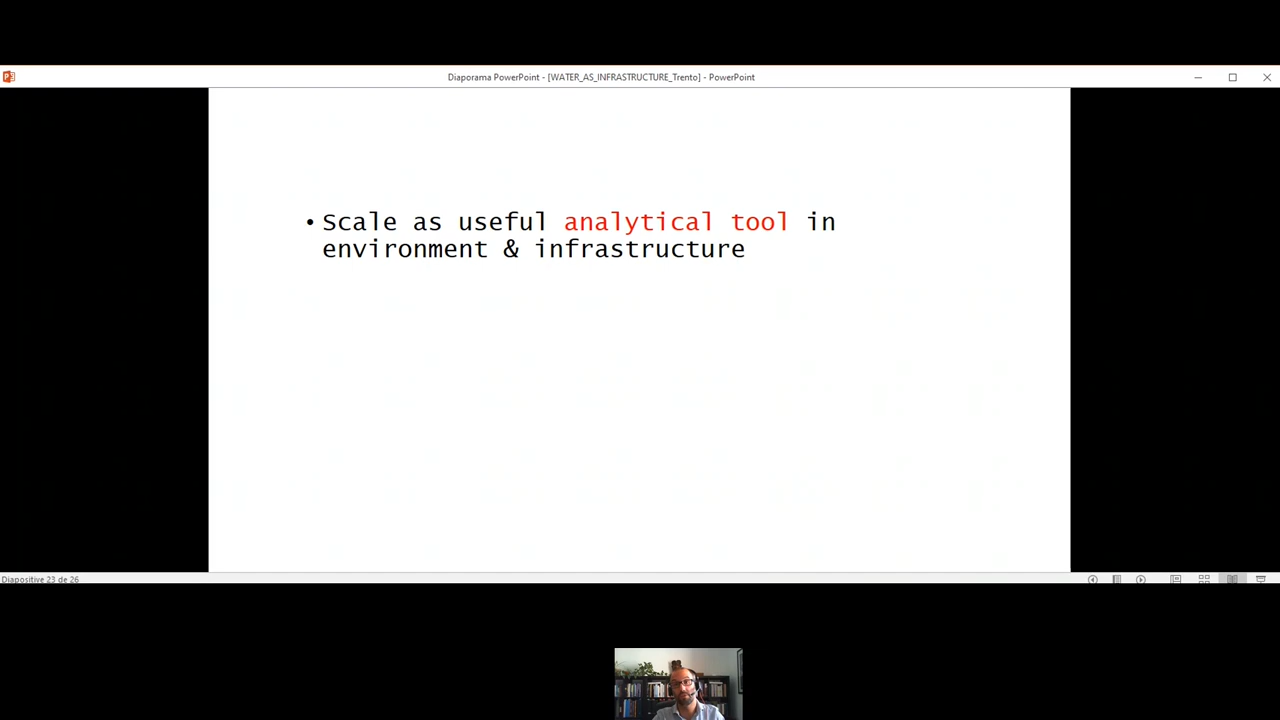 Diaporama PowerPoint - [WATER_AS_INFRASTRUCTURE_Trento] - PowerPoint
• Scale as useful analytical tool in
environment & infrastructure
Diapositive 23 de 26